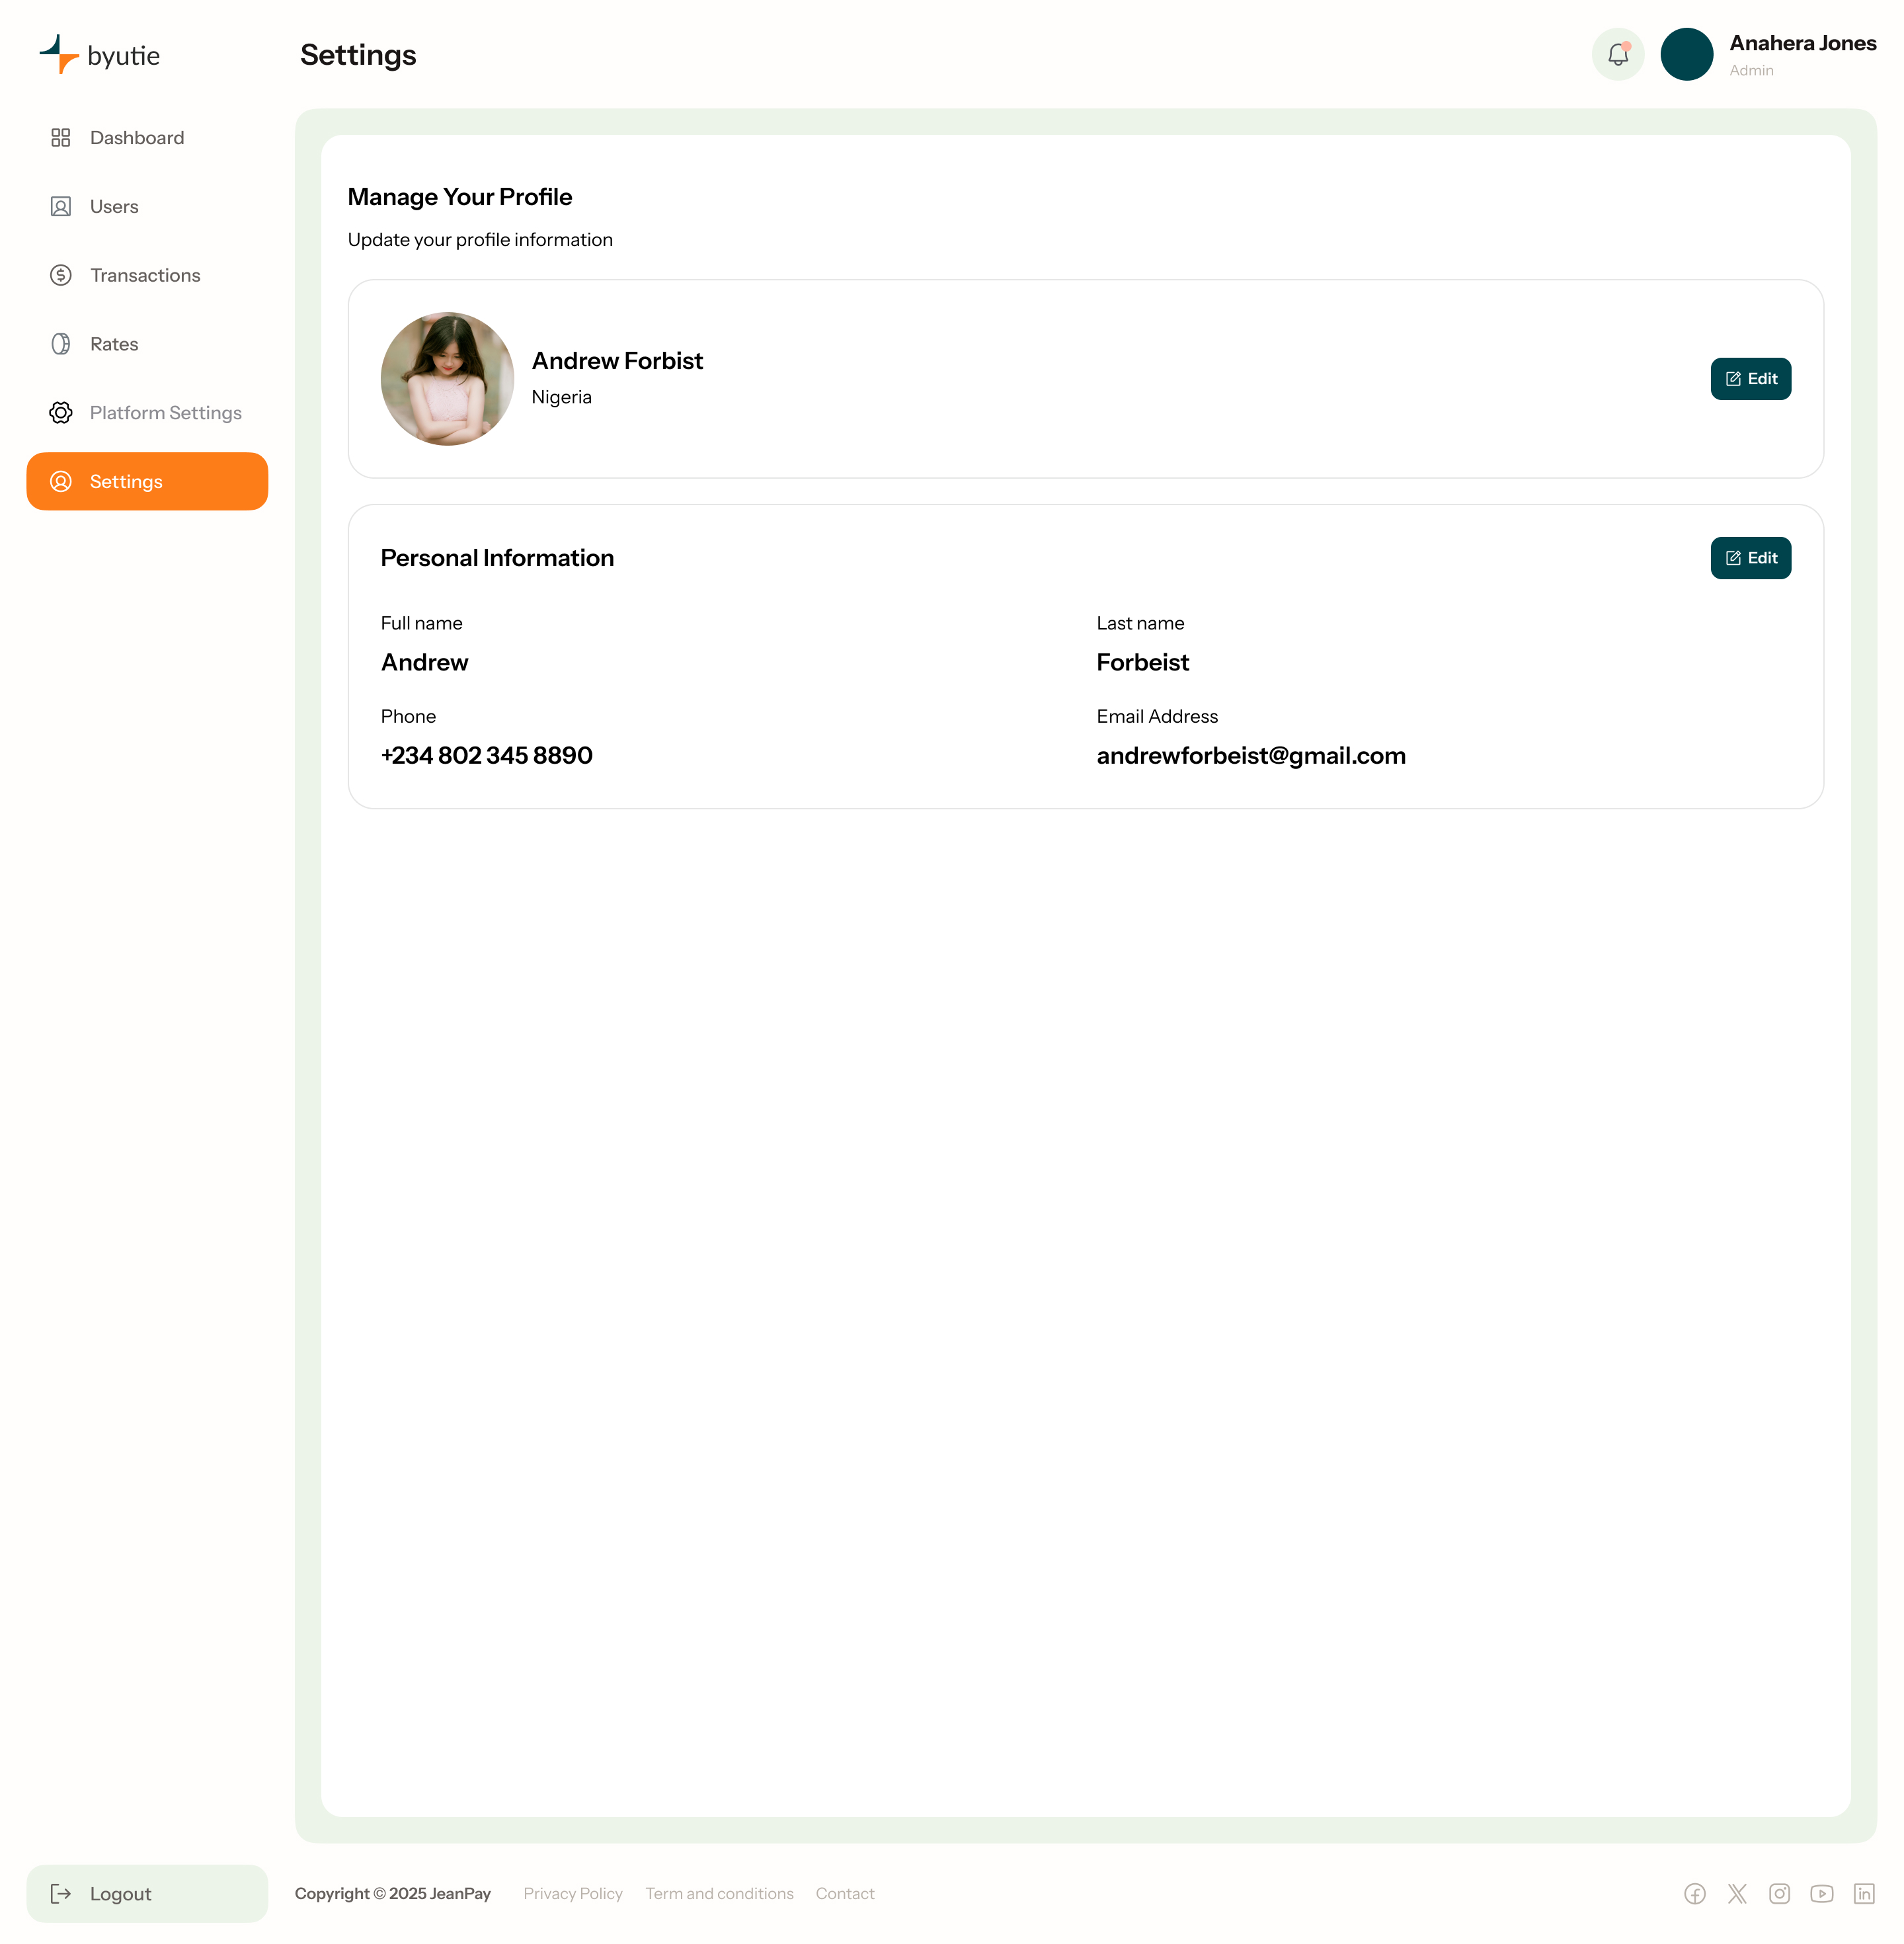 byutie
Settings
Anahera Jones
Admin
Dashboard
Users
Transactions
Rates
Platform Settings
Settings
Manage Your Profile
Update your profile information
Andrew Forbist
Nigeria
Edit
Personal Information
Edit
Full name
Last name
Andrew
Forbeist
Phone
Email Address
+234 802 345 8890
andrewforbeist@gmail.com
Logout
Copyright © 2025 JeanPay
Privacy Policy
Term and conditions
Contact